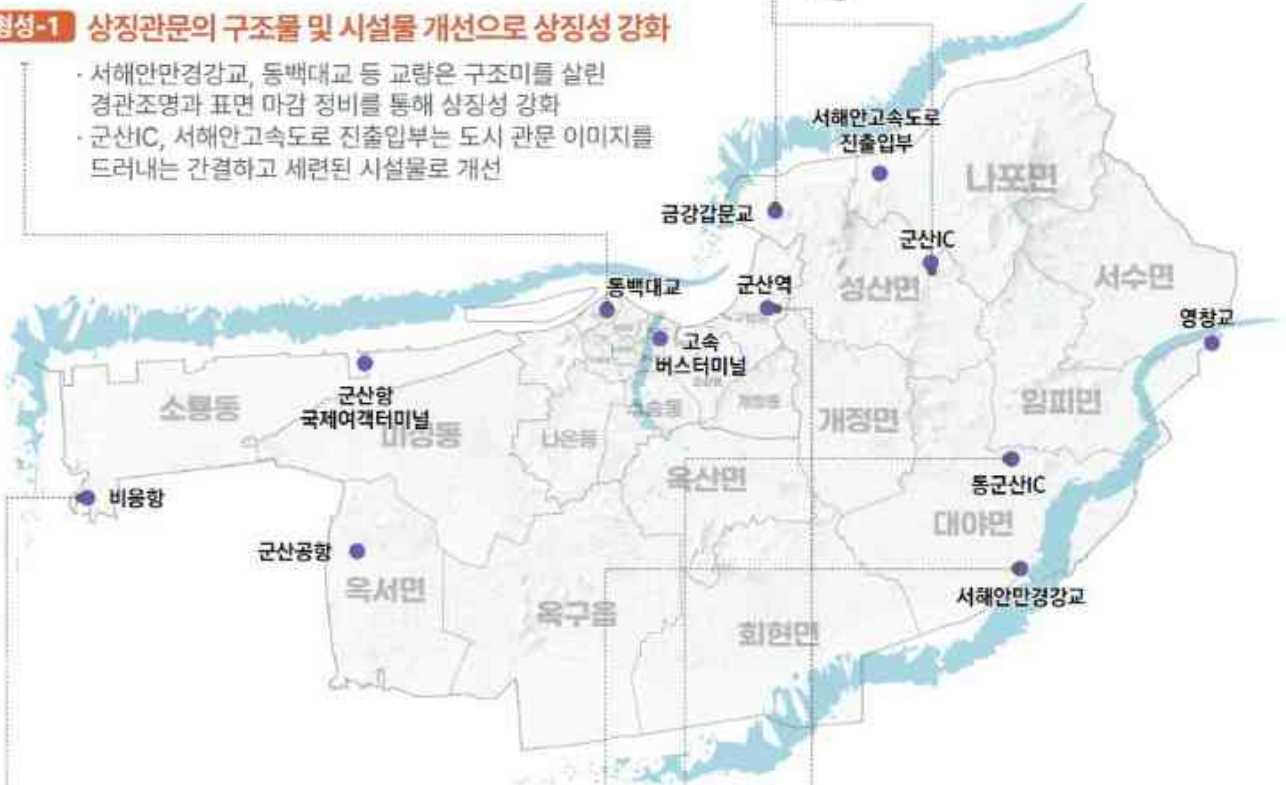 형성-1 상징관문의 구조물 및 시설물 개선으로 상징성 강화
· 서해안만경강교, 동백대교 등 교량은 구조미를 살린
경관조명과 표면 마감 정비를 통해 상징성 강화
· 군산IC, 서해안고속도로 진출입부는 도시 관문 이미지를
드러내는 간결하고 세련된 시설물로 개선
서해안고속도로
진출입부
나포면
금강갑문교
군산IC
성산면
서수면
동백대교
군산역
영창교
고속
버스터미널
군산항
국제여객터미널
소룡동
미성동
나운동
개정면
임피면
옥산면
통군산IC
대야면
비응항
군산공항
옥서면
옥구읍
회현면
서해안만경강교